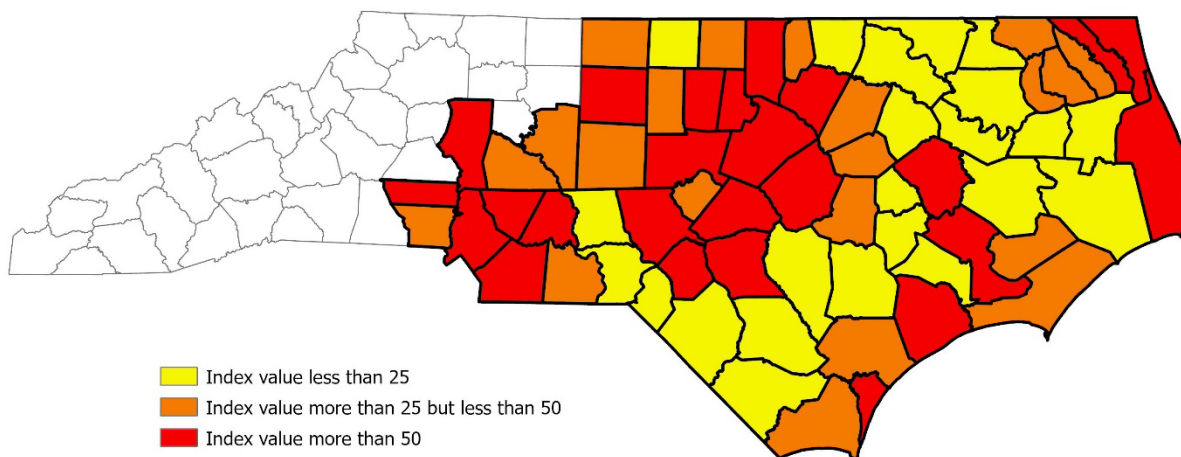 Index value less than 25
Index value more than 25 but less than 50
Index value more than 50